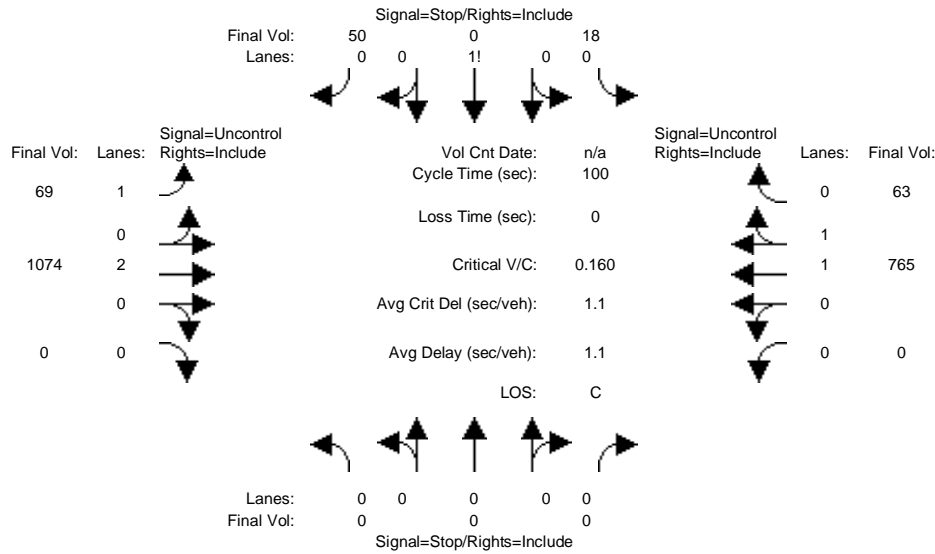 Signal=Stop/Rights=Include
Final Vol: 50 0 18
Lanes: 0 0 1! 0 0
Signal=Uncontrol Signal=Uncontrol
Final Vol: Lanes: Rights=Include Vol Cnt Date: n/a Rights=Include Lanes: Final Vol:
Cycle Time (sec): 100
69 1 0 63
Loss Time (sec): 0
0 1
1074 2 Critical V/C: 0.160 1 765
0 Avg Crit Del (sec/veh): 1.1 0
0 0 Avg Delay (sec/veh): 1.1 0 0
LOS: C
Lanes: 0 0 0 0 0
Final Vol: 0 0 0
Signal=Stop/Rights=Include